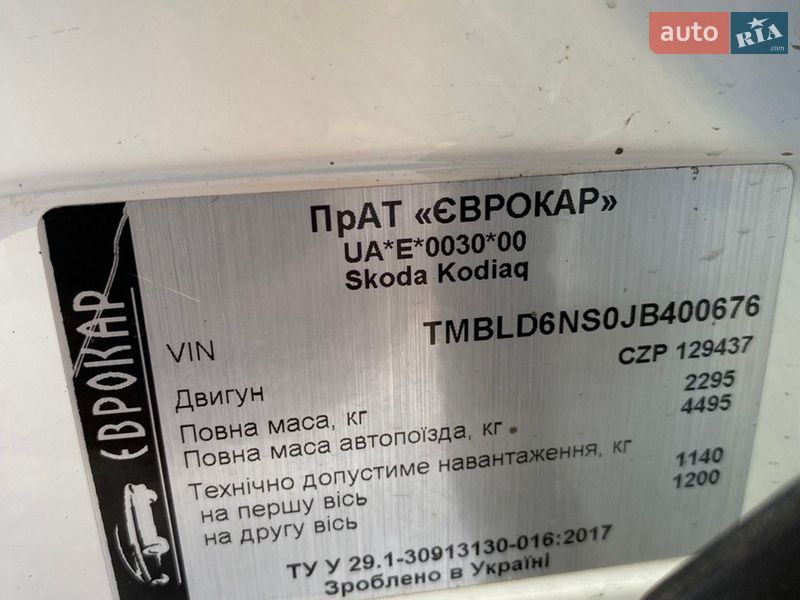 auto RIA .com
ПрАТ «ЄВРОКАР»
UA*E*0030*00
Skoda Kodiaq
ЄВРОКАР
VIN TMBLD6NS0JB400676
Двигун CZP 129437
Повна маса, кг 2295
Повна маса автопоїзда, кг 4495
Технічно допустиме навантаження, кг
на першу вісь 1140
на другу вісь 1200
ТУ У 29.1-30913130-016:2017
Зроблено в Україні